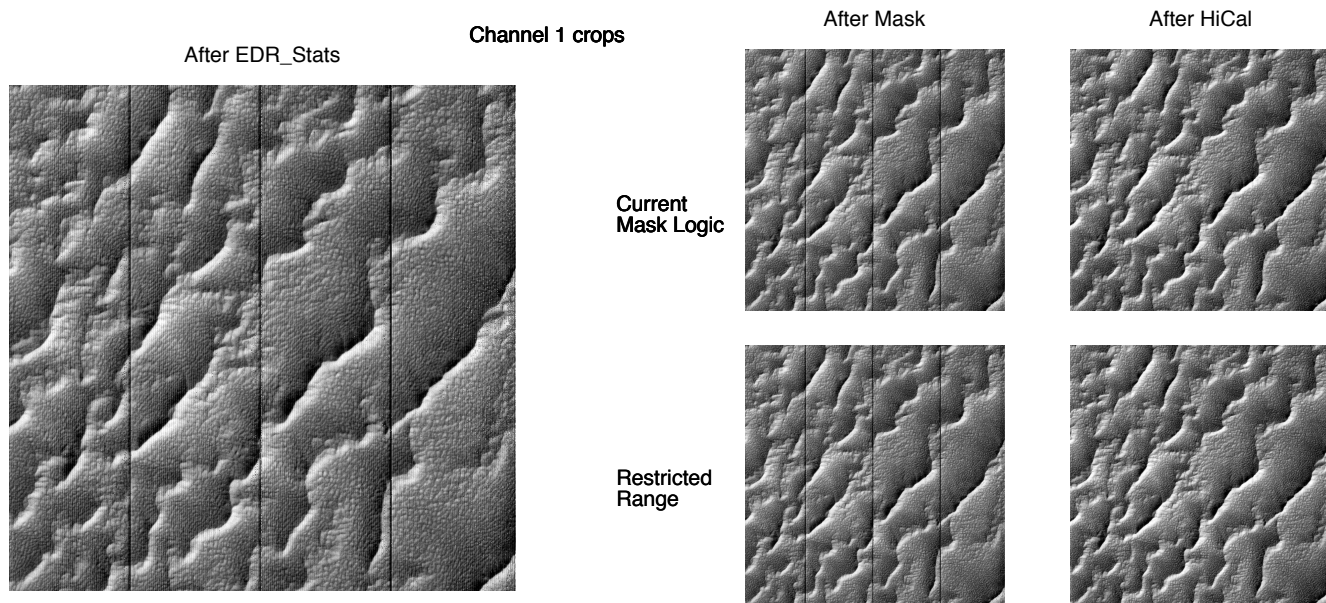 Channel 1 crops
After EDR_Stats
After Mask
After HiCal
Current
Mask Logic
Restricted
Range